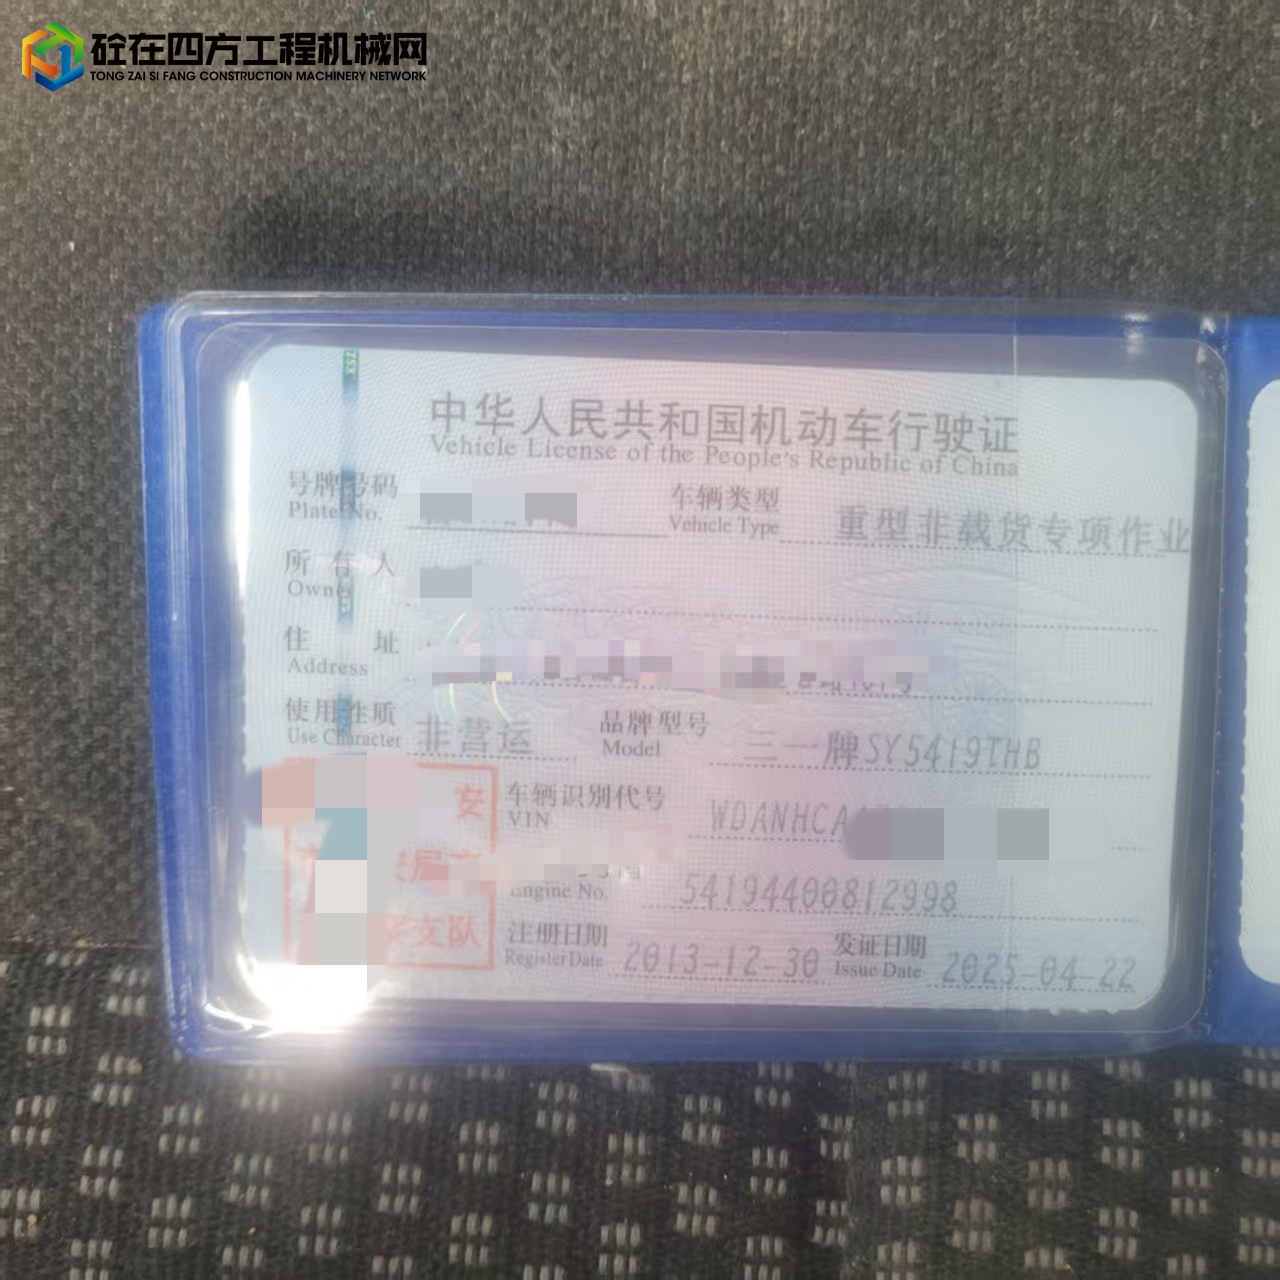 砼在四方工程机械网
TONG ZAI SI FANG CONSTRUCTION MACHINERY NETWORK
中华人民共和国机动车行驶证
Vehicle License of the People's Republic of China
号牌号码 车辆类型 重型非载货专项作业
Plate No. Vehicle Type
所有人
Owner
住址
Address
使用性质 非营运 品牌型号 三一牌SY5419THB
Use Character Model
车辆识别代号 WDANHCA
VIN
安
Engine No. 54194400812998
支队
注册日期 2013-12-30 发证日期 2025-04-22
Register Date Issue Date